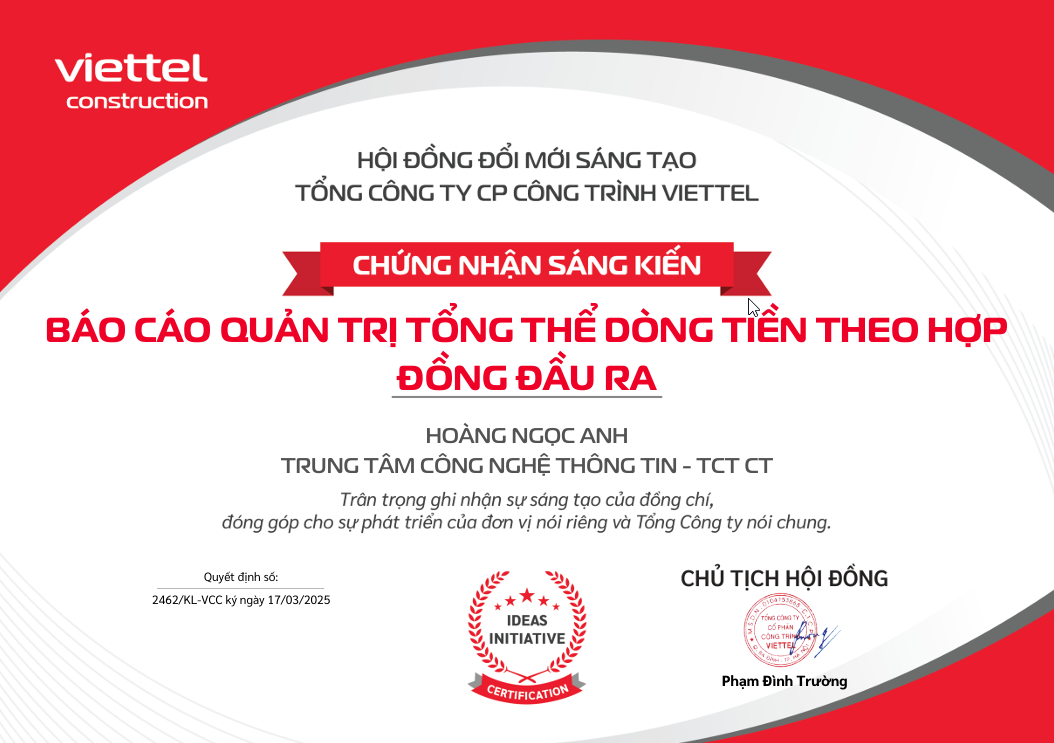 viettel
construction
HỘI ĐỒNG ĐỔI MỚI SÁNG TẠO
TỔNG CÔNG TY CP CÔNG TRÌNH VIETTEL
CHỨNG NHẬN SÁNG KIẾN
BÁO CÁO QUẢN TRỊ TỔNG THỂ DÒNG TIỀN THEO HỢP
ĐỒNG ĐẦU RA
HOÀNG NGỌC ANH
TRUNG TÂM CÔNG NGHỆ THÔNG TIN - TCT CT
Trân trọng ghi nhận sự sáng tạo của đồng chí,
đóng góp cho sự phát triển của đơn vị nói riêng và Tổng Công ty nói chung.
Quyết định số:
2462/KL-VCC ký ngày 17/03/2025
IDEAS
INITIATIVE
CERTIFICATION
CHỦ TỊCH HỘI ĐỒNG
TỔNG CÔNG TY
CỔ PHẦN
CÔNG TRÌNH
VIETTEL
Phạm Đình Trường